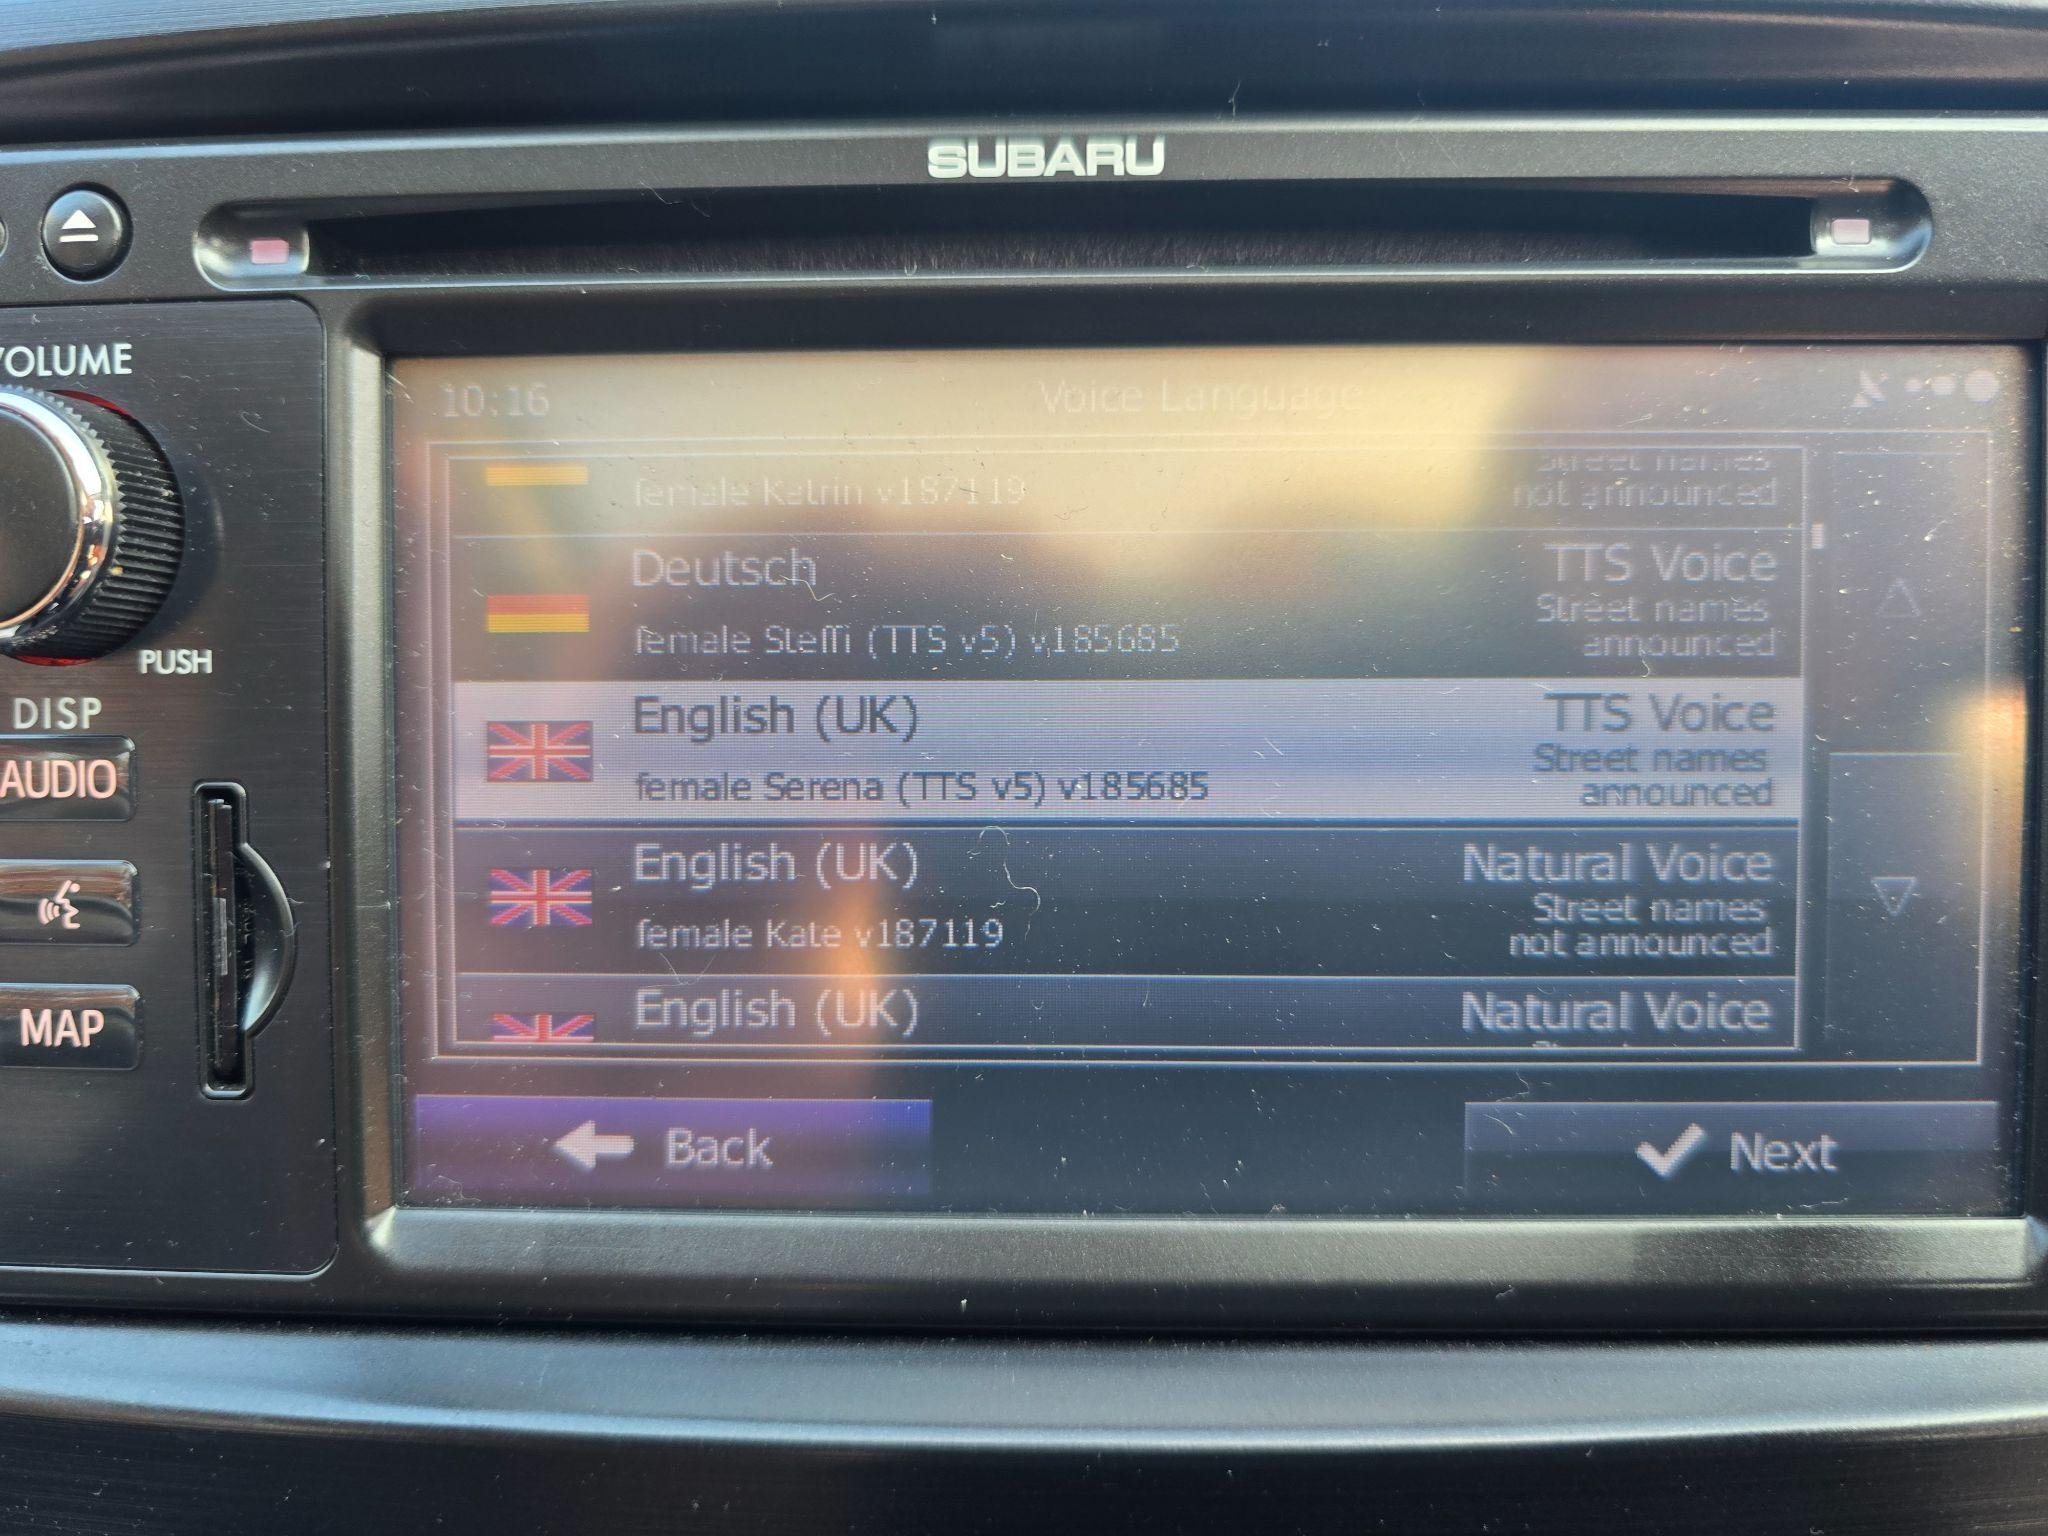 SUBARU
VOLUME
PUSH
DISP
AUDIO
MAP
10:16 Voice Language
female Katrin v187119
Street names
not announced
Deutsch
female Steffi (TTS v5) v185685
TTS Voice
Street names
announced
English (UK)
female Serena (TTS v5) v185685
TTS Voice
Street names
announced
English (UK)
female Kate v187119
Natural Voice
Street names
not announced
English (UK)
Natural Voice
Back
Next